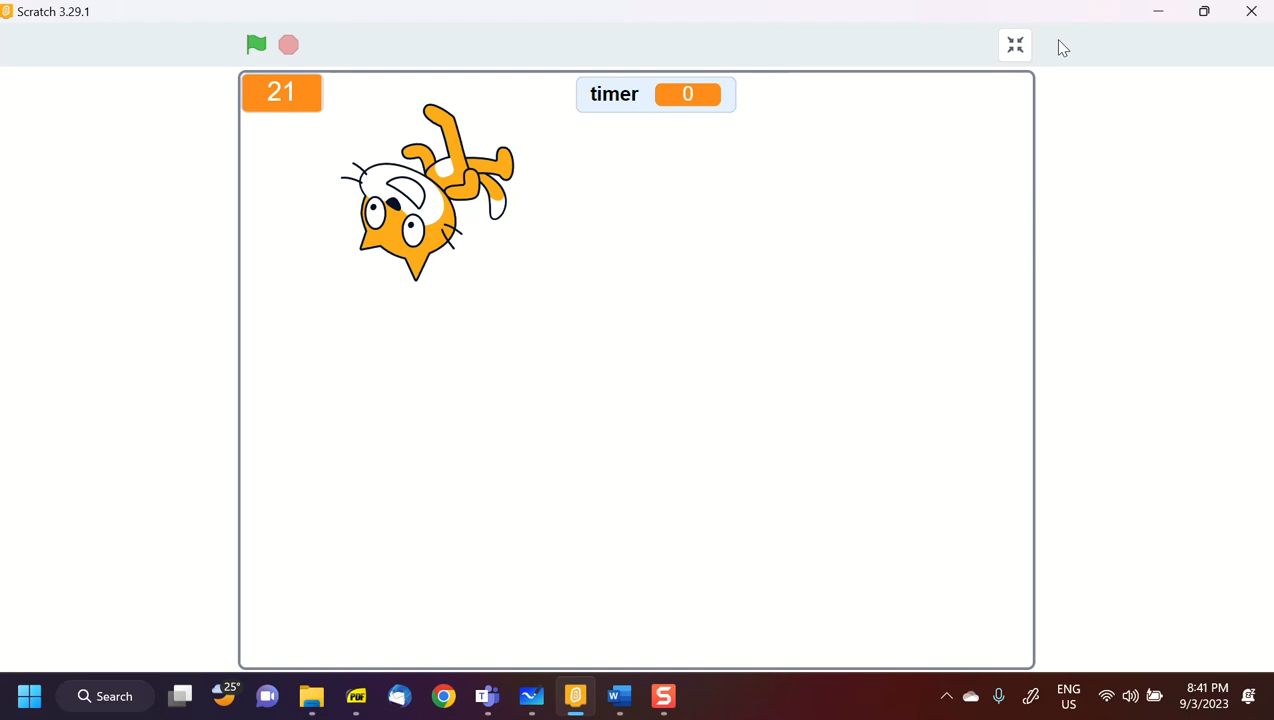 Scratch 3.29.1
21
timer 0
Search
25°
PDF
T
W
S
ENG
US
8:41 PM
9/3/2023